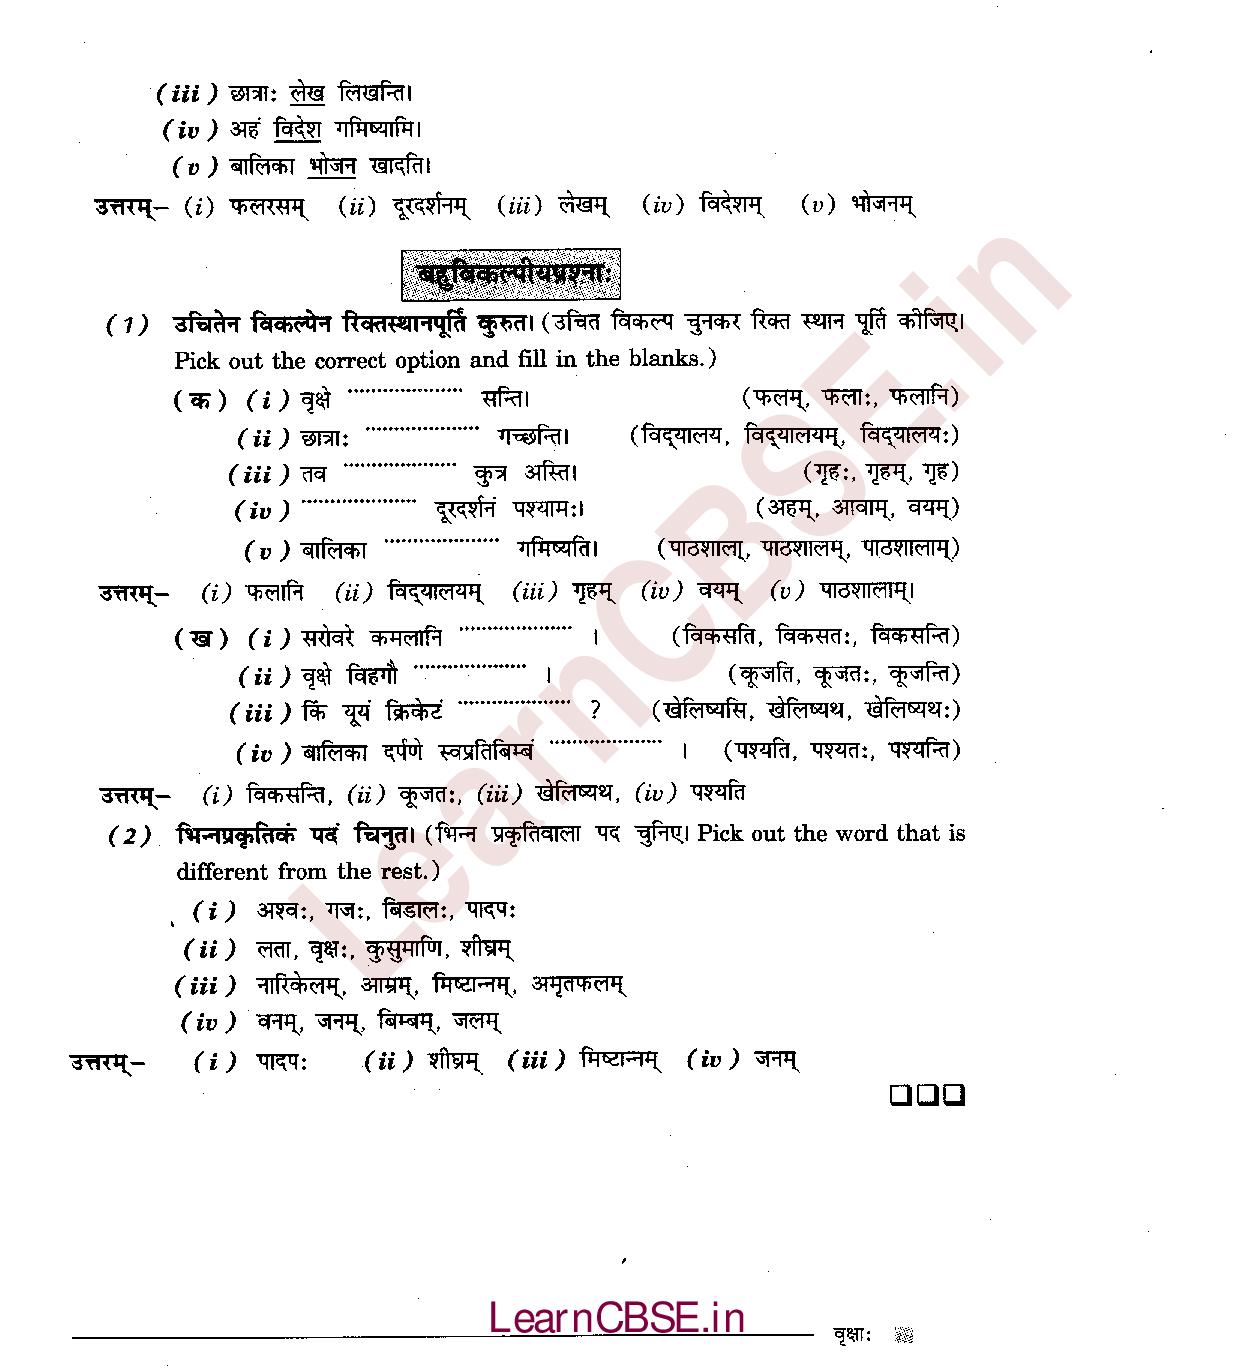 (iii) छात्राः लेख लिखन्ति।
(iv) अहं विदेश गमिष्यामि।
(v) बालिका भोजन खादति।
उत्तरम्– (i) फलरसम् (ii) दूरदर्शनम् (iii) लेखम् (iv) विदेशम् (v) भोजनम्
बहुविकल्पीयप्रश्नाः
(1) उचितेन विकल्पेन रिक्तस्थानपूर्तिं कुरुत। (उचित विकल्प चुनकर रिक्त स्थान पूर्ति कीजिए।
Pick out the correct option and fill in the blanks.)
(क) (i) वृक्षे .................... सन्ति। (फलम्, फलाः, फलानि)
(ii) छात्राः .................... गच्छन्ति। (विद्यालय, विद्यालयम्, विद्यालयः)
(iii) तव .................... कुत्र अस्ति। (गृहः, गृहम्, गृह)
(iv) .................... दूरदर्शनं पश्यामः। (अहम्, आवाम्, वयम्)
(v) बालिका .................... गमिष्यति। (पाठशाला, पाठशालम्, पाठशालाम्)
उत्तरम्– (i) फलानि (ii) विद्यालयम् (iii) गृहम् (iv) वयम् (v) पाठशालाम्।
(ख) (i) सरोवरे कमलानि .................... । (विकसति, विकसतः, विकसन्ति)
(ii) वृक्षे विहगौ .................... । (कूजति, कूजतः, कूजन्ति)
(iii) किं यूयं क्रिकेटं .................... ? (खेलिष्यसि, खेलिष्यथ, खेलिष्यथः)
(iv) बालिका दर्पणे स्वप्रतिबिम्बं .................... । (पश्यति, पश्यतः, पश्यन्ति)
उत्तरम्– (i) विकसन्ति, (ii) कूजतः, (iii) खेलिष्यथ, (iv) पश्यति
(2) भिन्नप्रकृतिकं पदं चिनुत। (भिन्न प्रकृतिवाला पद चुनिए। Pick out the word that is
different from the rest.)
(i) अश्वः, गजः, बिडालः, पादपः
(ii) लता, वृक्षः, कुसुमाणि, शीघ्रम्
(iii) नारिकेलम्, आम्रम्, मिष्टान्नम्, अमृतफलम्
(iv) वनम्, जनम्, बिम्बम्, जलम्
उत्तरम्– (i) पादपः (ii) शीघ्रम् (iii) मिष्टान्नम् (iv) जनम्
LearnCBSE.in
LearnCBSE.in
वृक्षाः